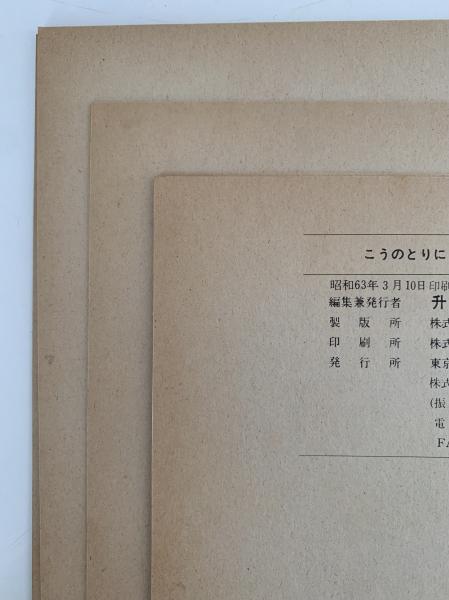 こうのとりに
昭和63年3月10日印刷
編集兼発行者 升
製版所 株式
印刷所 株式
発行所 東京
株式
(振
電
FA